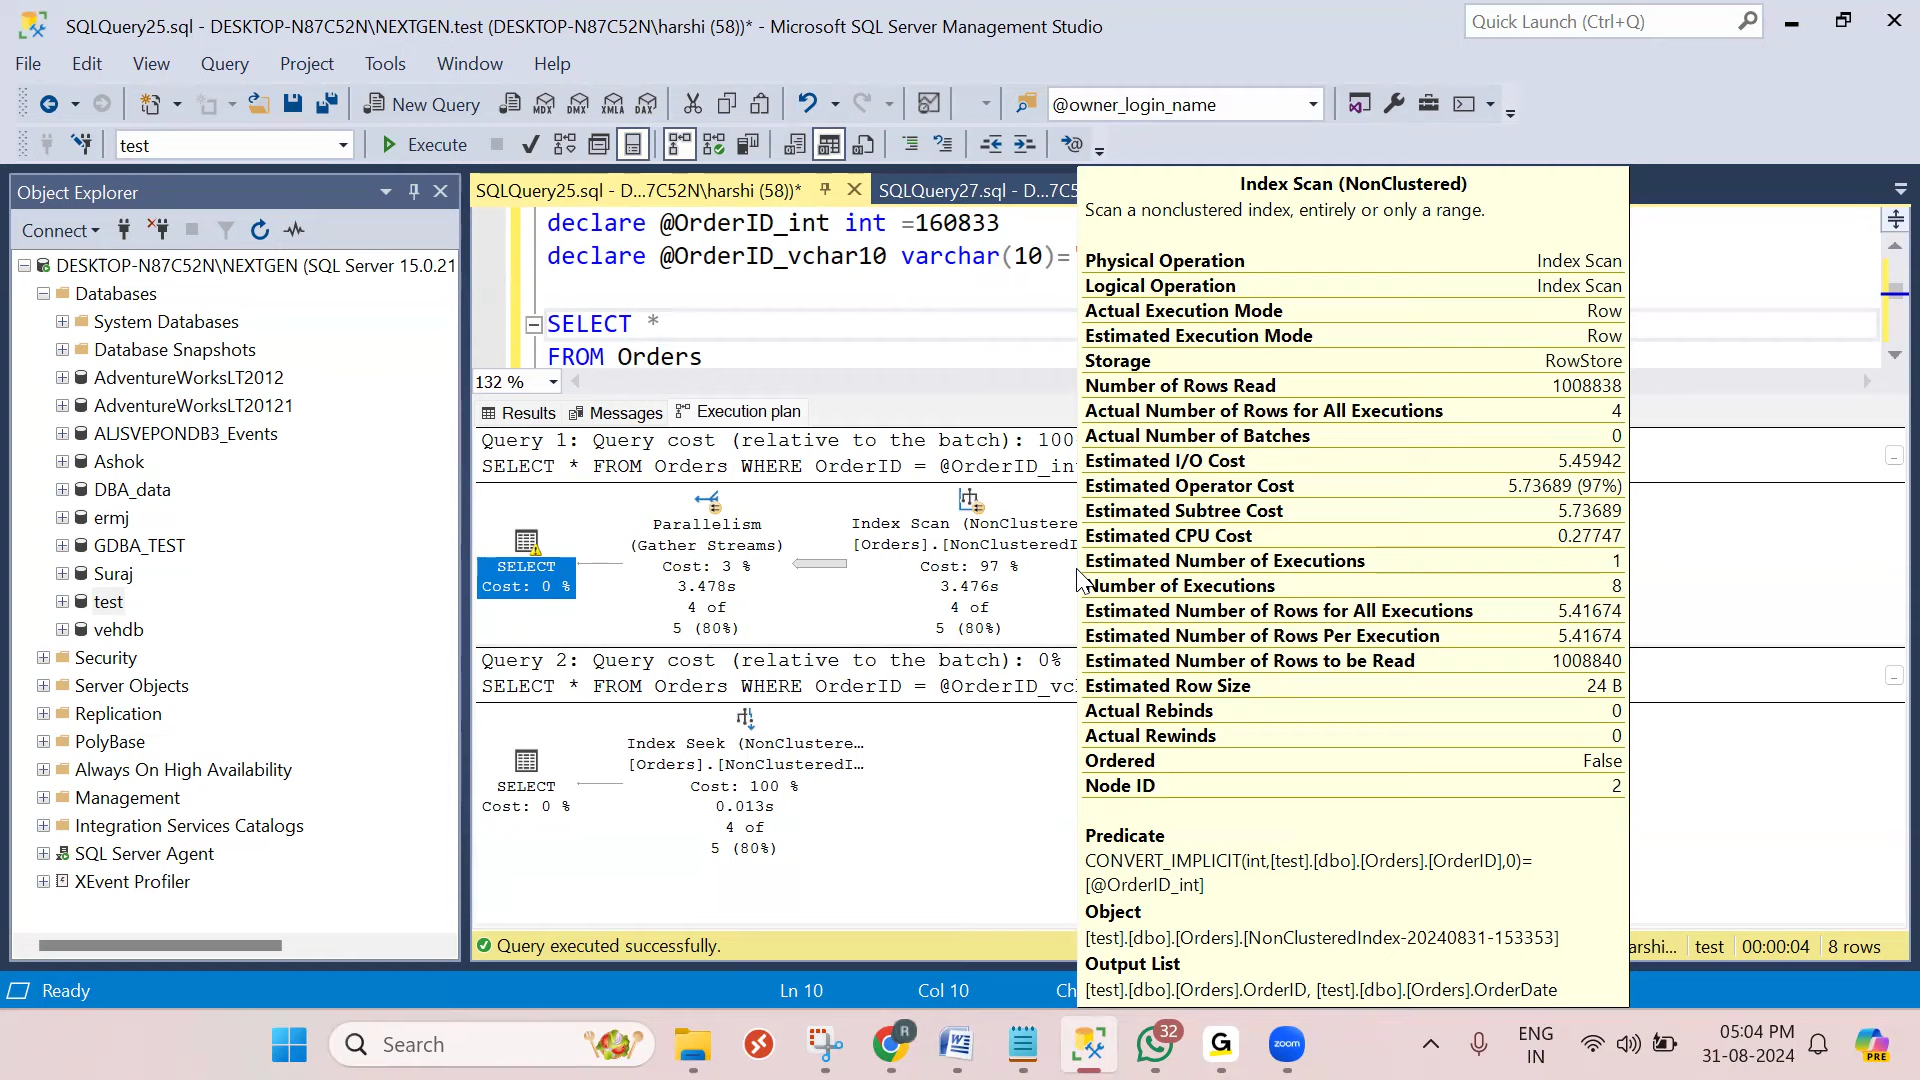 SQLQuery25.sql - DESKTOP-N87C52N\NEXTGEN.test (DESKTOP-N87C52N\harshi (58))* - Microsoft SQL Server Management Studio
Quick Launch (Ctrl+Q)
File Edit View Query Project Tools Window Help
New Query MDX DMX XMLA DAX @owner_login_name
test Execute
Object Explorer
Connect
DESKTOP-N87C52N\NEXTGEN (SQL Server 15.0.21
Databases
System Databases
Database Snapshots
AdventureWorksLT2012
AdventureWorksLT20121
ALJSVEPONDB3_Events
Ashok
DBA_data
ermj
GDBA_TEST
Suraj
test
vehdb
Security
Server Objects
Replication
PolyBase
Always On High Availability
Management
Integration Services Catalogs
SQL Server Agent
XEvent Profiler
SQLQuery25.sql - D...7C52N\harshi (58))* SQLQuery27.sql - D...7C5
declare @OrderID_int int =160833
declare @OrderID_vchar10 varchar(10)='
SELECT *
FROM Orders
132 %
Results Messages Execution plan
Query 1: Query cost (relative to the batch): 100
SELECT * FROM Orders WHERE OrderID = @OrderID_in
SELECT
Cost: 0 %
Parallelism
(Gather Streams)
Cost: 3 %
3.478s
4 of
5 (80%)
Index Scan (NonClustere
[Orders].[NonClusteredI
Cost: 97 %
3.476s
4 of
5 (80%)
Query 2: Query cost (relative to the batch): 0%
SELECT * FROM Orders WHERE OrderID = @OrderID_vc
SELECT
Cost: 0 %
Index Seek (NonClustere...
[Orders].[NonClusteredI...
Cost: 100 %
0.013s
4 of
5 (80%)
Index Scan (NonClustered)
Scan a nonclustered index, entirely or only a range.
Physical Operation Index Scan
Logical Operation Index Scan
Actual Execution Mode Row
Estimated Execution Mode Row
Storage RowStore
Number of Rows Read 1008838
Actual Number of Rows for All Executions 4
Actual Number of Batches 0
Estimated I/O Cost 5.45942
Estimated Operator Cost 5.73689 (97%)
Estimated Subtree Cost 5.73689
Estimated CPU Cost 0.27747
Estimated Number of Executions 1
Number of Executions 8
Estimated Number of Rows for All Executions 5.41674
Estimated Number of Rows Per Execution 5.41674
Estimated Number of Rows to be Read 1008840
Estimated Row Size 24 B
Actual Rebinds 0
Actual Rewinds 0
Ordered False
Node ID 2
Predicate
CONVERT_IMPLICIT(int,[test].[dbo].[Orders].[OrderID],0)=
[@OrderID_int]
Object
[test].[dbo].[Orders].[NonClusteredIndex-20240831-153353]
Output List
[test].[dbo].[Orders].OrderID, [test].[dbo].[Orders].OrderDate
Query executed successfully.
arshi... test 00:00:04 8 rows
Ready Ln 10 Col 10 Ch
Search
R
32
G
zoom
ENG
IN
05:04 PM
31-08-2024
PRE